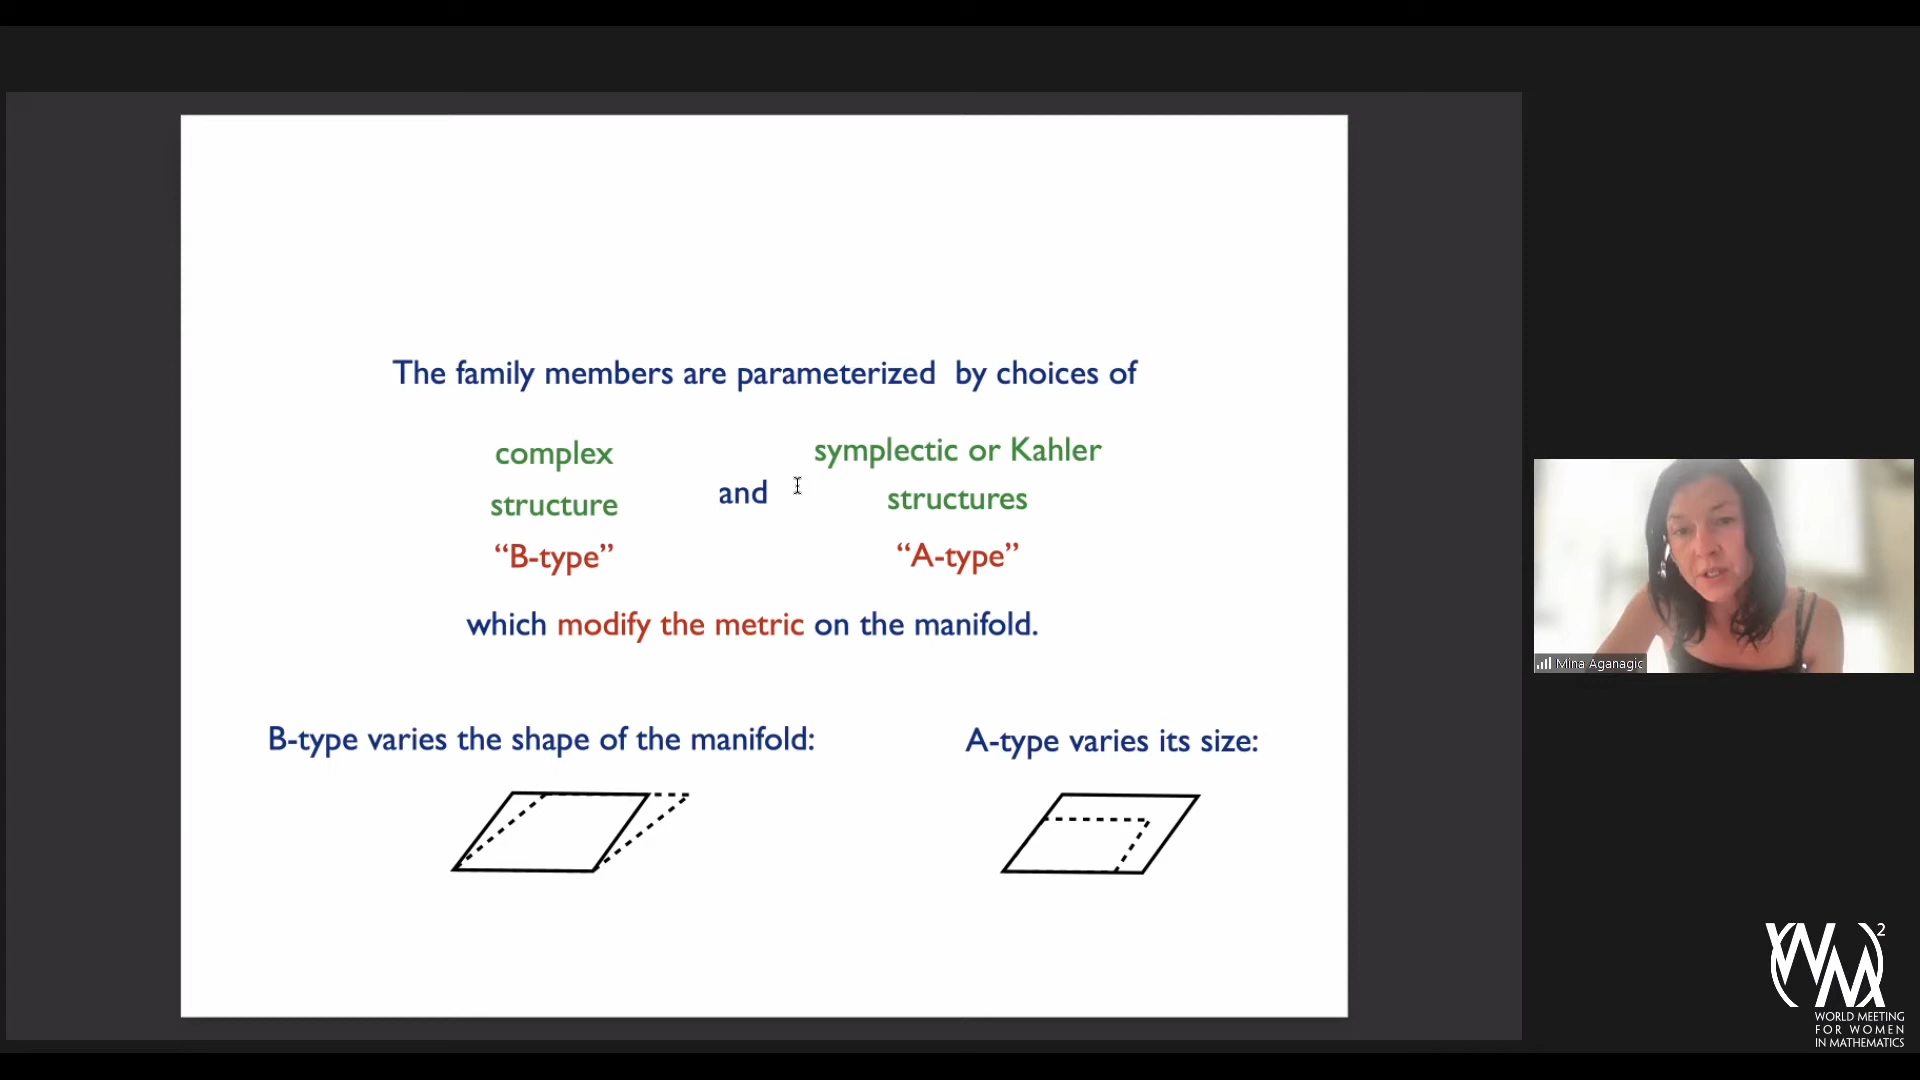 The family members are parameterized by choices of
complex
structure
“B-type”
and
symplectic or Kahler
structures
“A-type”
which modify the metric on the manifold.
B-type varies the shape of the manifold:
A-type varies its size:
Mina Aganagic
(WM)²
WORLD MEETING
FOR WOMEN
IN MATHEMATICS